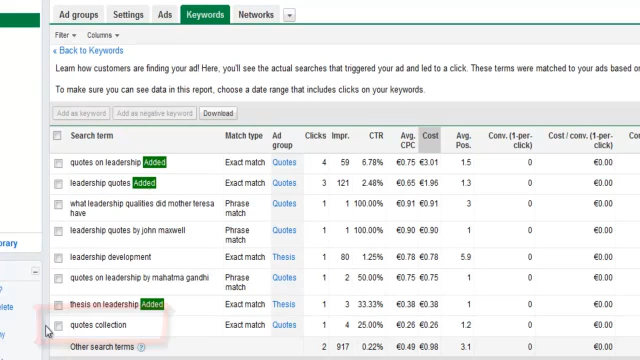 Ad groups Settings Ads Keywords Networks
Filter Columns
« Back to Keywords
Learn how customers are finding your ad! Here, you'll see the actual searches that triggered your ad and led to a click. These terms were matched to your ads based
To make sure you can see data in this report, choose a date range that includes clicks on your keywords.
Add as keyword Add as negative keyword Download
Search term Match type Ad group Clicks Impr. CTR Avg. CPC Cost Avg. Pos. Conv. (1-per-click) Cost / conv. (1-per-click)
quotes on leadership Added Exact match Quotes 4 59 6.78% €0.75 €3.01 1.5 0 €0.00
leadership quotes Added Exact match Quotes 3 121 2.48% €0.65 €1.96 1.3 0 €0.00
what leadership qualities did mother teresa have Phrase match Quotes 1 1 100.00% €0.91 €0.91 3 0 €0.00
leadership quotes by john maxwell Phrase match Quotes 1 1 100.00% €0.90 €0.90 1 0 €0.00
leadership development Exact match Thesis 1 80 1.25% €0.78 €0.78 5.9 0 €0.00
quotes on leadership by mahatma gandhi Phrase match Quotes 1 2 50.00% €0.75 €0.75 1 0 €0.00
thesis on leadership Added Exact match Thesis 1 3 33.33% €0.38 €0.38 1 0 €0.00
quotes collection Exact match Quotes 1 4 25.00% €0.26 €0.26 1.2 0 €0.00
Other search terms 2 917 0.22% €0.49 €0.98 3.1 0 €0.00